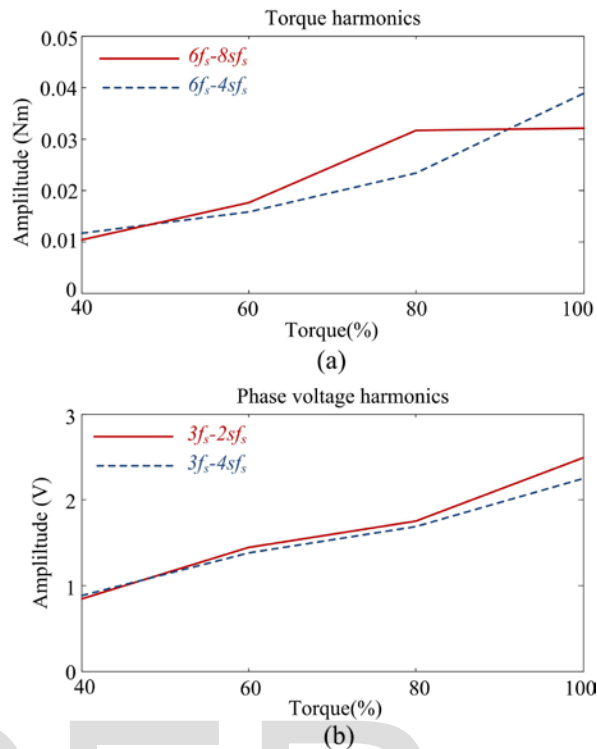 Torque harmonics
0.05
0.04
0.03
0.02
0.01
0
Ampliltude (Nm)
6fs-8sfs
6fs-4sfs
40 60 80 100
Torque(%)
(a)
Phase voltage harmonics
3
2
1
0
Ampliltude (V)
3fs-2sfs
3fs-4sfs
40 60 80 100
Torque(%)
(b)